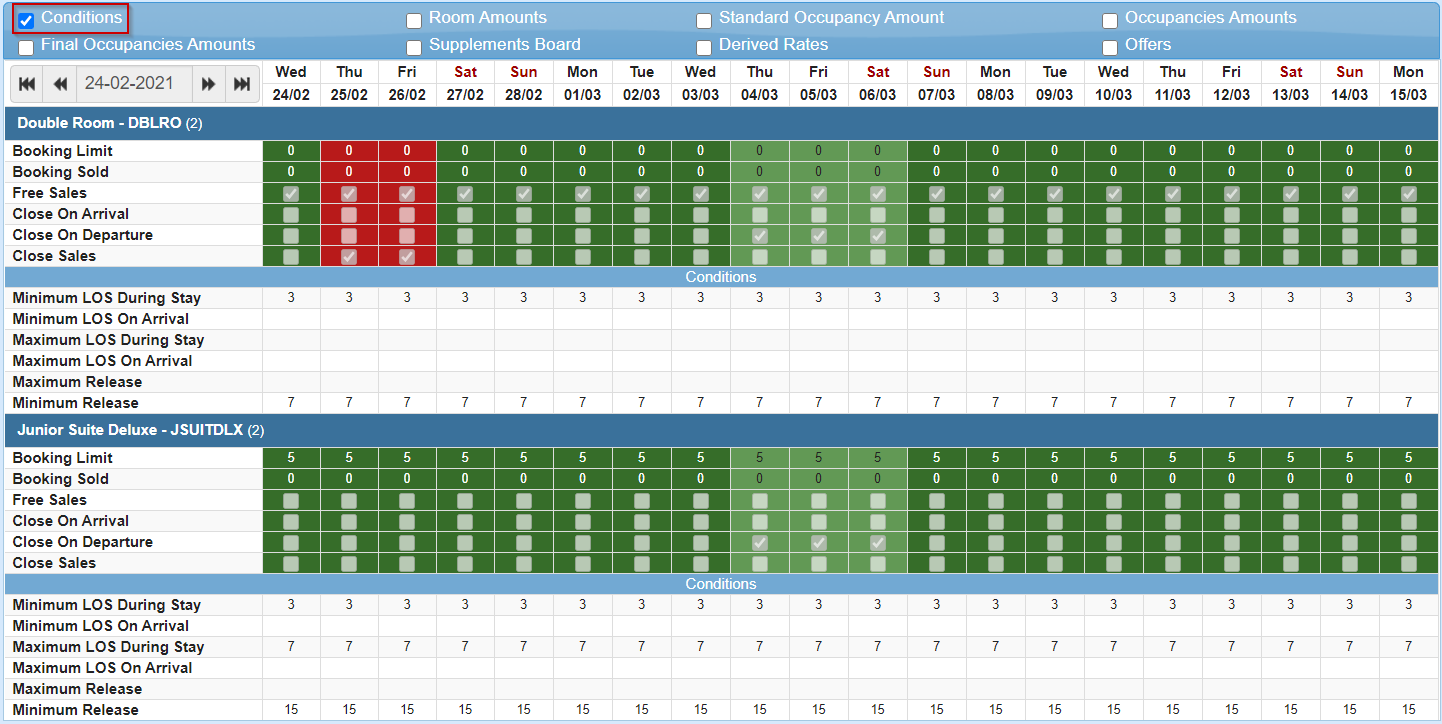 Conditions Room Amounts Standard Occupancy Amount Occupancies Amounts
Final Occupancies Amounts Supplements Board Derived Rates Offers
24-02-2021 Wed Thu Fri Sat Sun Mon Tue Wed Thu Fri Sat Sun Mon Tue Wed Thu Fri Sat Sun Mon
24/02 25/02 26/02 27/02 28/02 01/03 02/03 03/03 04/03 05/03 06/03 07/03 08/03 09/03 10/03 11/03 12/03 13/03 14/03 15/03
Double Room - DBLRO (2)
Booking Limit 0 0 0 0 0 0 0 0 0 0 0 0 0 0 0 0 0 0 0 0
Booking Sold 0 0 0 0 0 0 0 0 0 0 0 0 0 0 0 0 0 0 0 0
Free Sales
Close On Arrival
Close On Departure
Close Sales
Conditions
Minimum LOS During Stay 3 3 3 3 3 3 3 3 3 3 3 3 3 3 3 3 3 3 3 3
Minimum LOS On Arrival
Maximum LOS During Stay
Maximum LOS On Arrival
Maximum Release
Minimum Release 7 7 7 7 7 7 7 7 7 7 7 7 7 7 7 7 7 7 7 7
Junior Suite Deluxe - JSUITDLX (2)
Booking Limit 5 5 5 5 5 5 5 5 5 5 5 5 5 5 5 5 5 5 5 5
Booking Sold 0 0 0 0 0 0 0 0 0 0 0 0 0 0 0 0 0 0 0 0
Free Sales
Close On Arrival
Close On Departure
Close Sales
Conditions
Minimum LOS During Stay 3 3 3 3 3 3 3 3 3 3 3 3 3 3 3 3 3 3 3 3
Minimum LOS On Arrival
Maximum LOS During Stay 7 7 7 7 7 7 7 7 7 7 7 7 7 7 7 7 7 7 7 7
Maximum LOS On Arrival
Maximum Release
Minimum Release 15 15 15 15 15 15 15 15 15 15 15 15 15 15 15 15 15 15 15 15